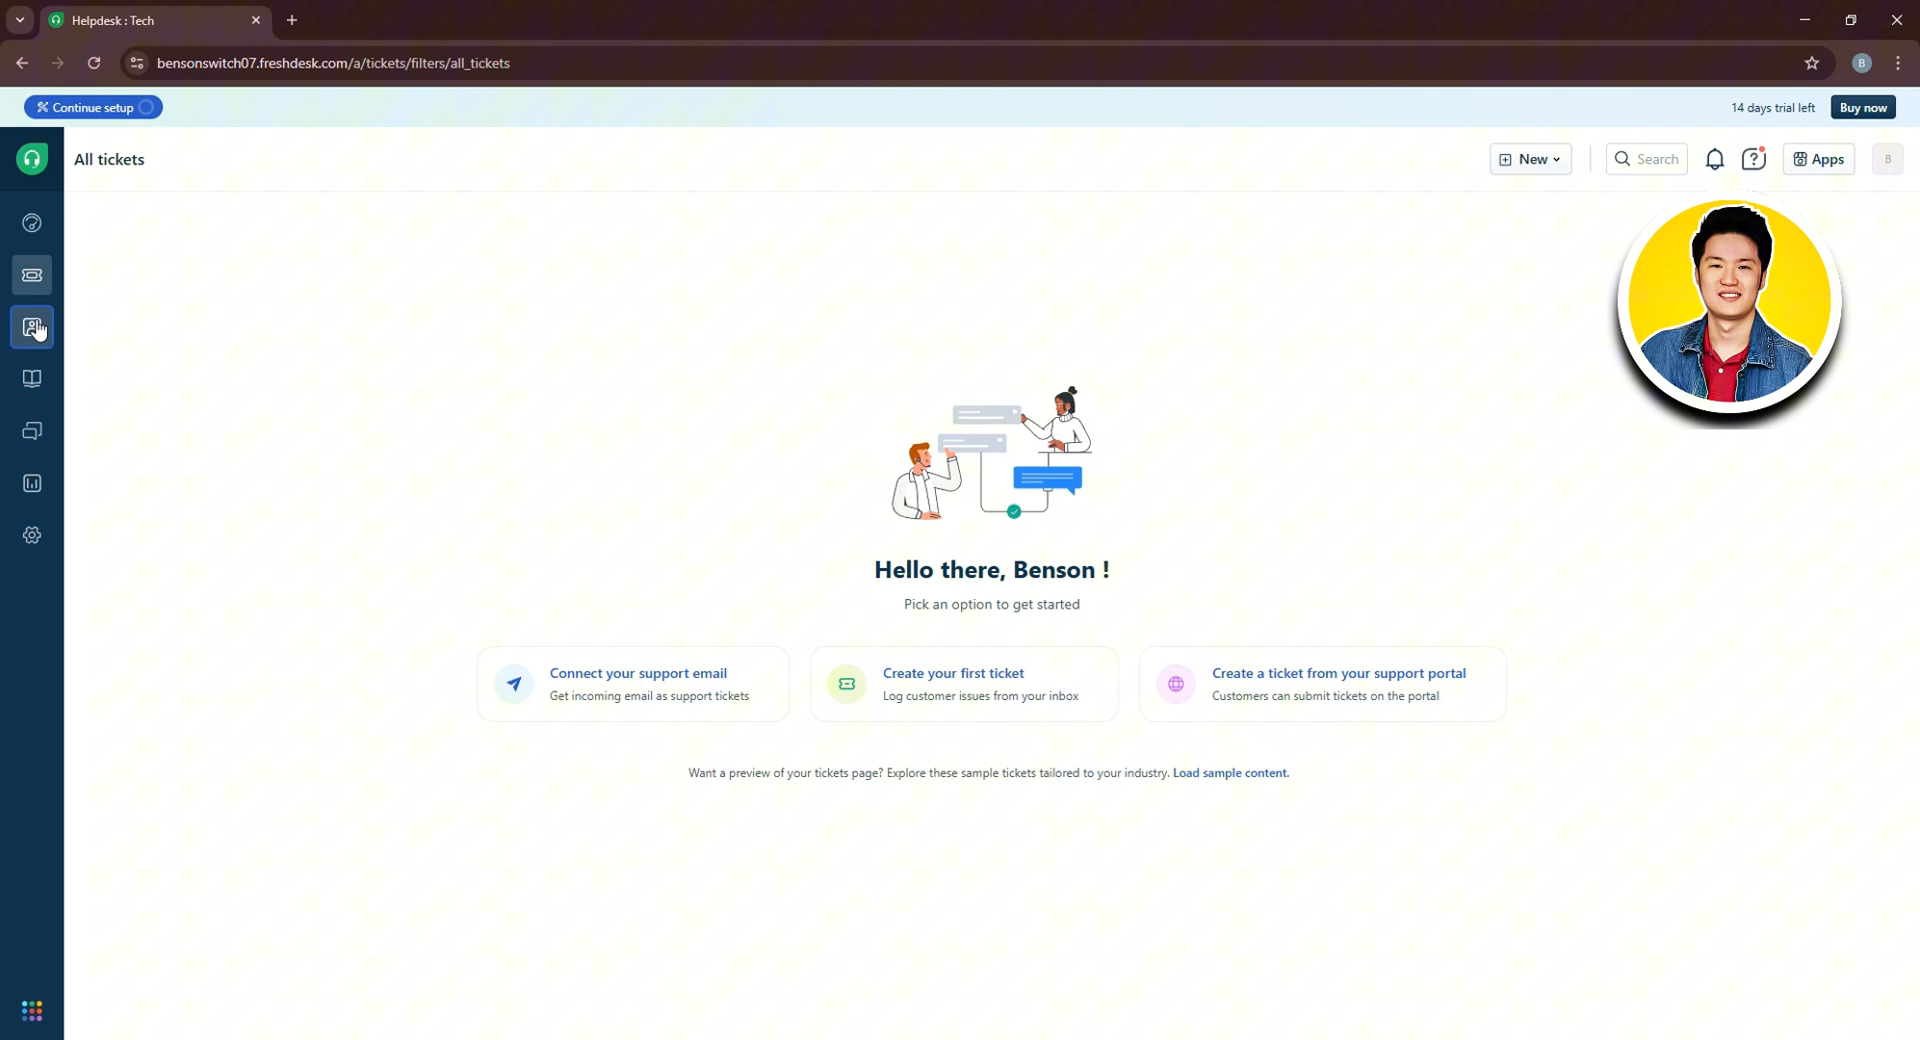 Helpdesk : Tech
bensonswitch07.freshdesk.com/a/tickets/filters/all_tickets
B
Continue setup
14 days trial left
Buy now
All tickets
New
Search
Apps
B
Hello there, Benson !
Pick an option to get started
Connect your support email
Get incoming email as support tickets
Create your first ticket
Log customer issues from your inbox
Create a ticket from your support portal
Customers can submit tickets on the portal
Want a preview of your tickets page? Explore these sample tickets tailored to your industry. Load sample content.